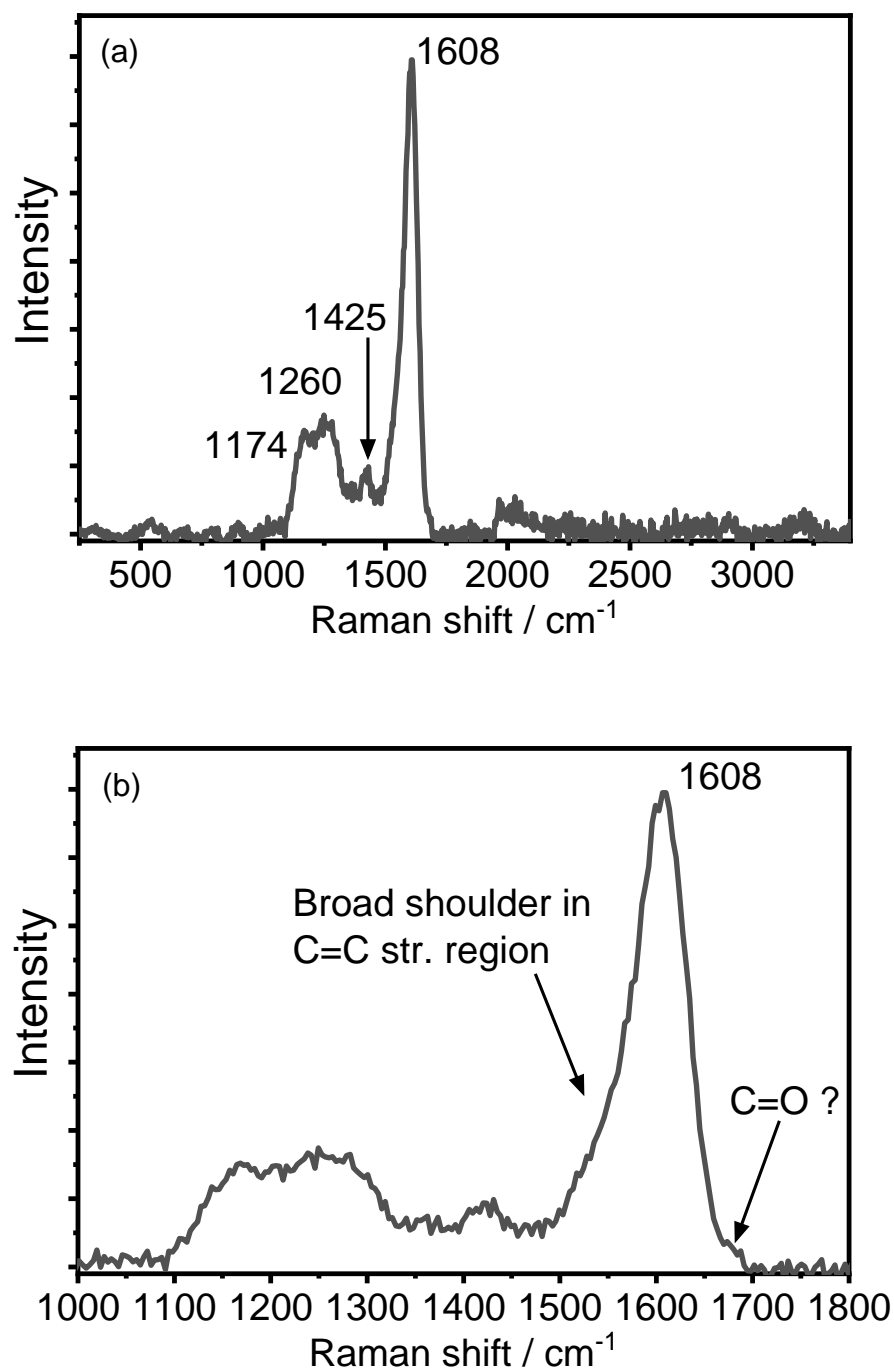 (a)
1608
1425
1260
1174
Intensity
500 1000 1500 2000 2500 3000
Raman shift / cm⁻¹
(b)
1608
Broad shoulder in
C=C str. region
C=O ?
Intensity
1000 1100 1200 1300 1400 1500 1600 1700 1800
Raman shift / cm⁻¹